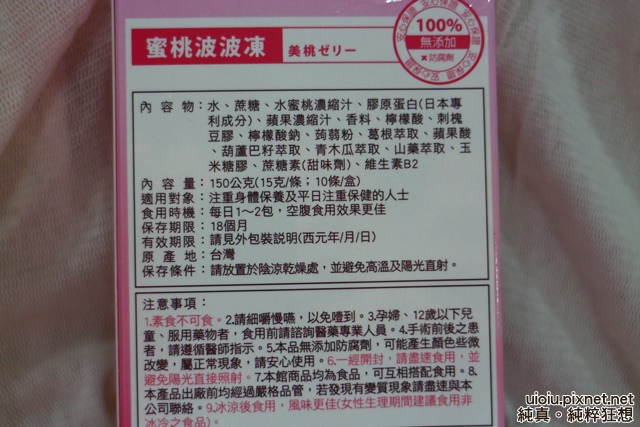 蜜桃波波凍 美桃ゼリー
安心保證
100%
無添加
×防腐劑
安心保證
內 容 物：水、蔗糖、水蜜桃濃縮汁、膠原蛋白(日本專
利成分)、蘋果濃縮汁、香料、檸檬酸、刺槐
豆膠、檸檬酸鈉、蒟蒻粉、葛根萃取、蘋果酸
、葫蘆巴籽萃取、青木瓜萃取、山藥萃取、玉
米糖膠、蔗糖素(甜味劑)、維生素B2
內 容 量：150公克(15克/條；10條/盒)
適用對象：注重身體保養及平日注重保健的人士
食用時機：每日1～2包，空腹食用效果更佳
保存期限：18個月
有效期限：請見外包裝說明(西元年/月/日)
原 產 地：台灣
保存條件：請放置於陰涼乾燥處，並避免高溫及陽光直射。
注意事項：
1.素食不可食。2.請細嚼慢嚥，以免噎到。3.孕婦、12歲以下兒
童、服用藥物者，食用前請諮詢醫藥專業人員。4.手術前後之患
者，請遵循醫師指示。5.本品無添加防腐劑，可能產生顏色些微
改變，屬正常現象，請安心使用。6.一經開封，請盡速食用，並
避免陽光直接照射。7.本館商品均為食品，可互相搭配食用。8.
本產品出廠前均經過嚴格品管，若發現有變質現象請盡速與本
公司聯絡。9.冰涼後食用，風味更佳(女性生理期間建議食用非
冰冷之食品)。
uioiu.pixnet.net
純真。純粹狂想